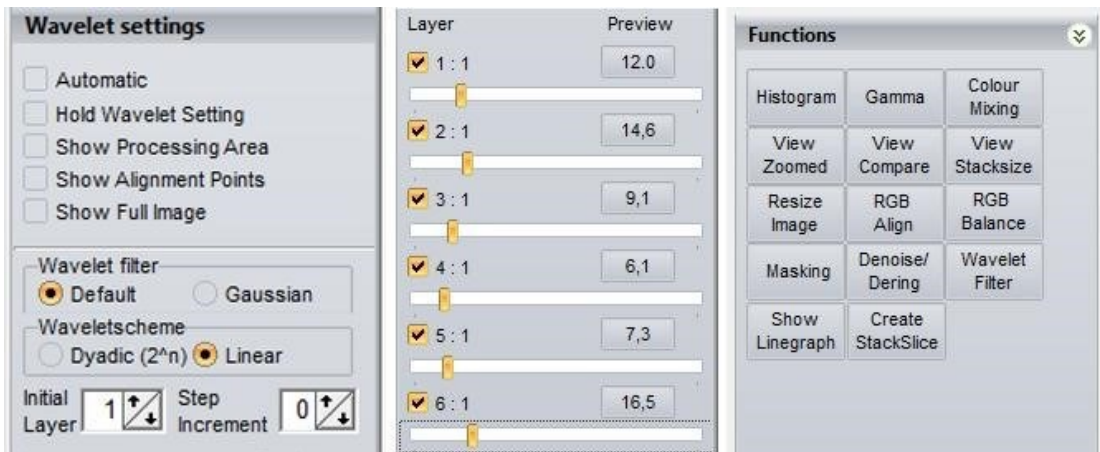 Wavelet settings
Automatic
Hold Wavelet Setting
Show Processing Area
Show Alignment Points
Show Full Image
Wavelet filter
Default Gaussian
Waveletscheme
Dyadic (2^n) Linear
Initial
Layer
1
Step
Increment
0
Layer Preview
1 : 1 12.0
2 : 1 14,6
3 : 1 9,1
4 : 1 6,1
5 : 1 7,3
6 : 1 16,5
Functions
Histogram
Gamma
Colour
Mixing
View
Zoomed
View
Compare
View
Stacksize
Resize
Image
RGB
Align
RGB
Balance
Masking
Denoise/
Dering
Wavelet
Filter
Show
Linegraph
Create
StackSlice